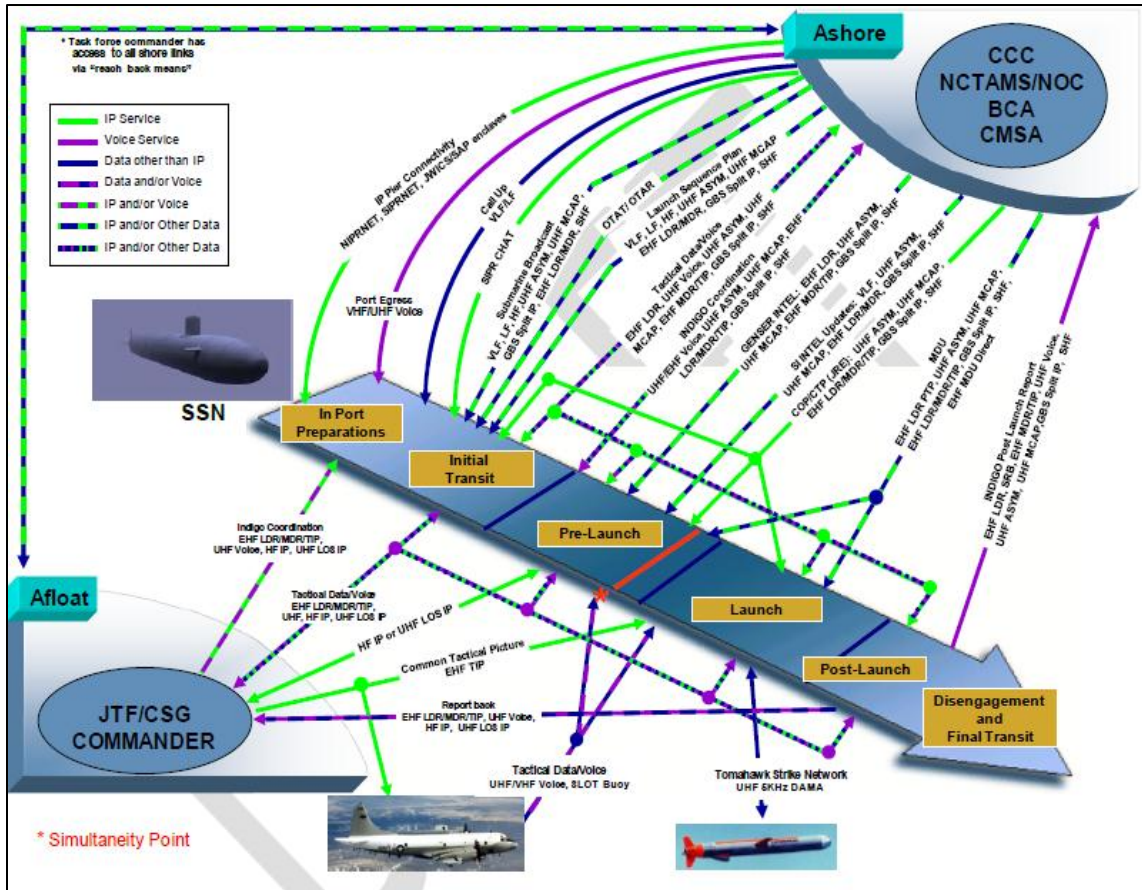 * Task force commander has
access to all shore links
via "reach back means"
IP Service
Voice Service
Data other than IP
Data and/or Voice
IP and/or Voice
IP and/or Other Data
IP and/or Other Data
Ashore
CCC
NCTAMS/NOC
BCA
CMSA
IP Pier Connectivity
NIPRNET, SIPRNET, JWICS/SAP enclaves
Port Egress
VHF/UHF Voice
Call Up
VLF/LF
SIPR CHAT
Submarine Broadcast
VLF, LF, HF, UHF ASYM, UHF MCAP,
GBS Split IP, EHF LDR/MDR, SHF
OTAT/ OTAR
Launch Sequence Plan
VLF, LF, HF, UHF ASYM, UHF MCAP
EHF LDR/MDR, GBS Split IP, SHF
Tactical Data/Voice
EHF LDR, UHF Voice, UHF ASYM, UHF
MCAP, EHF MDR/TIP, GBS Split IP, SHF
INDIGO Coordination
UHF/EHF Voice, UHF ASYM, UHF MCAP, EHF
LDR/MDR/TIP, GBS Split IP, SHF
GENSER INTEL: EHF LDR, UHF ASYM,
UHF MCAP, EHF MDR/TIP, GBS Split IP, SHF
SI INTEL Updates: VLF, UHF ASYM,
UHF MCAP, EHF LDR/MDR, GBS Split IP, SHF
COP/CTP (JRE): UHF ASYM, UHF MCAP,
EHF LDR/MDR/TIP, GBS Split IP, SHF
MDU
EHF LDR PTP, UHF ASYM, UHF MCAP,
EHF LDR/MDR/TIP, GBS Split IP, SHF,
EHF MDU Direct
INDIGO Post Launch Report
EHF LDR, SRB, EHF MDR/TIP, UHF Voice,
UHF ASYM, UHF MCAP,GBS Split IP, SHF
SSN
In Port
Preparations
Initial
Transit
Pre-Launch
Launch
Post-Launch
Disengagement
and
Final Transit
Indigo Coordination
EHF LDR/MDR/TIP,
UHF Voice, HF IP, UHF LOS IP
Tactical Data/Voice
EHF LDR/MDR/TIP,
UHF, HF IP, UHF LOS IP
HF IP or UHF LOS IP
Common Tactical Picture
EHF TIP
Report back
EHF LDR/MDR/TIP, UHF Voice,
HF IP, UHF LOS IP
Afloat
JTF/CSG
COMMANDER
*
Tactical Data/Voice
UHF/VHF Voice, SLOT Buoy
Tomahawk Strike Network
UHF 5KHz DAMA
* Simultaneity Point